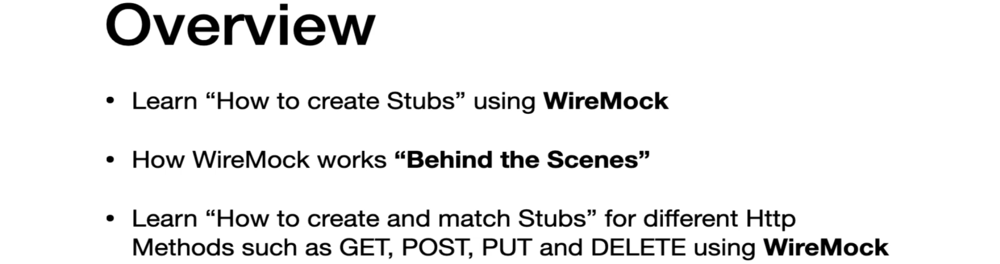 Overview
• Learn “How to create Stubs” using WireMock
• How WireMock works “Behind the Scenes”
• Learn “How to create and match Stubs” for different Http
Methods such as GET, POST, PUT and DELETE using WireMock